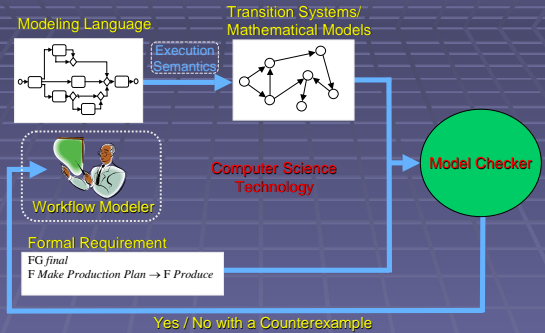 Modeling Language
Transition Systems/
Mathematical Models
Execution
Semantics
Workflow Modeler
Computer Science
Technology
Model Checker
Formal Requirement
FG final
F Make Production Plan → F Produce
Yes / No with a Counterexample